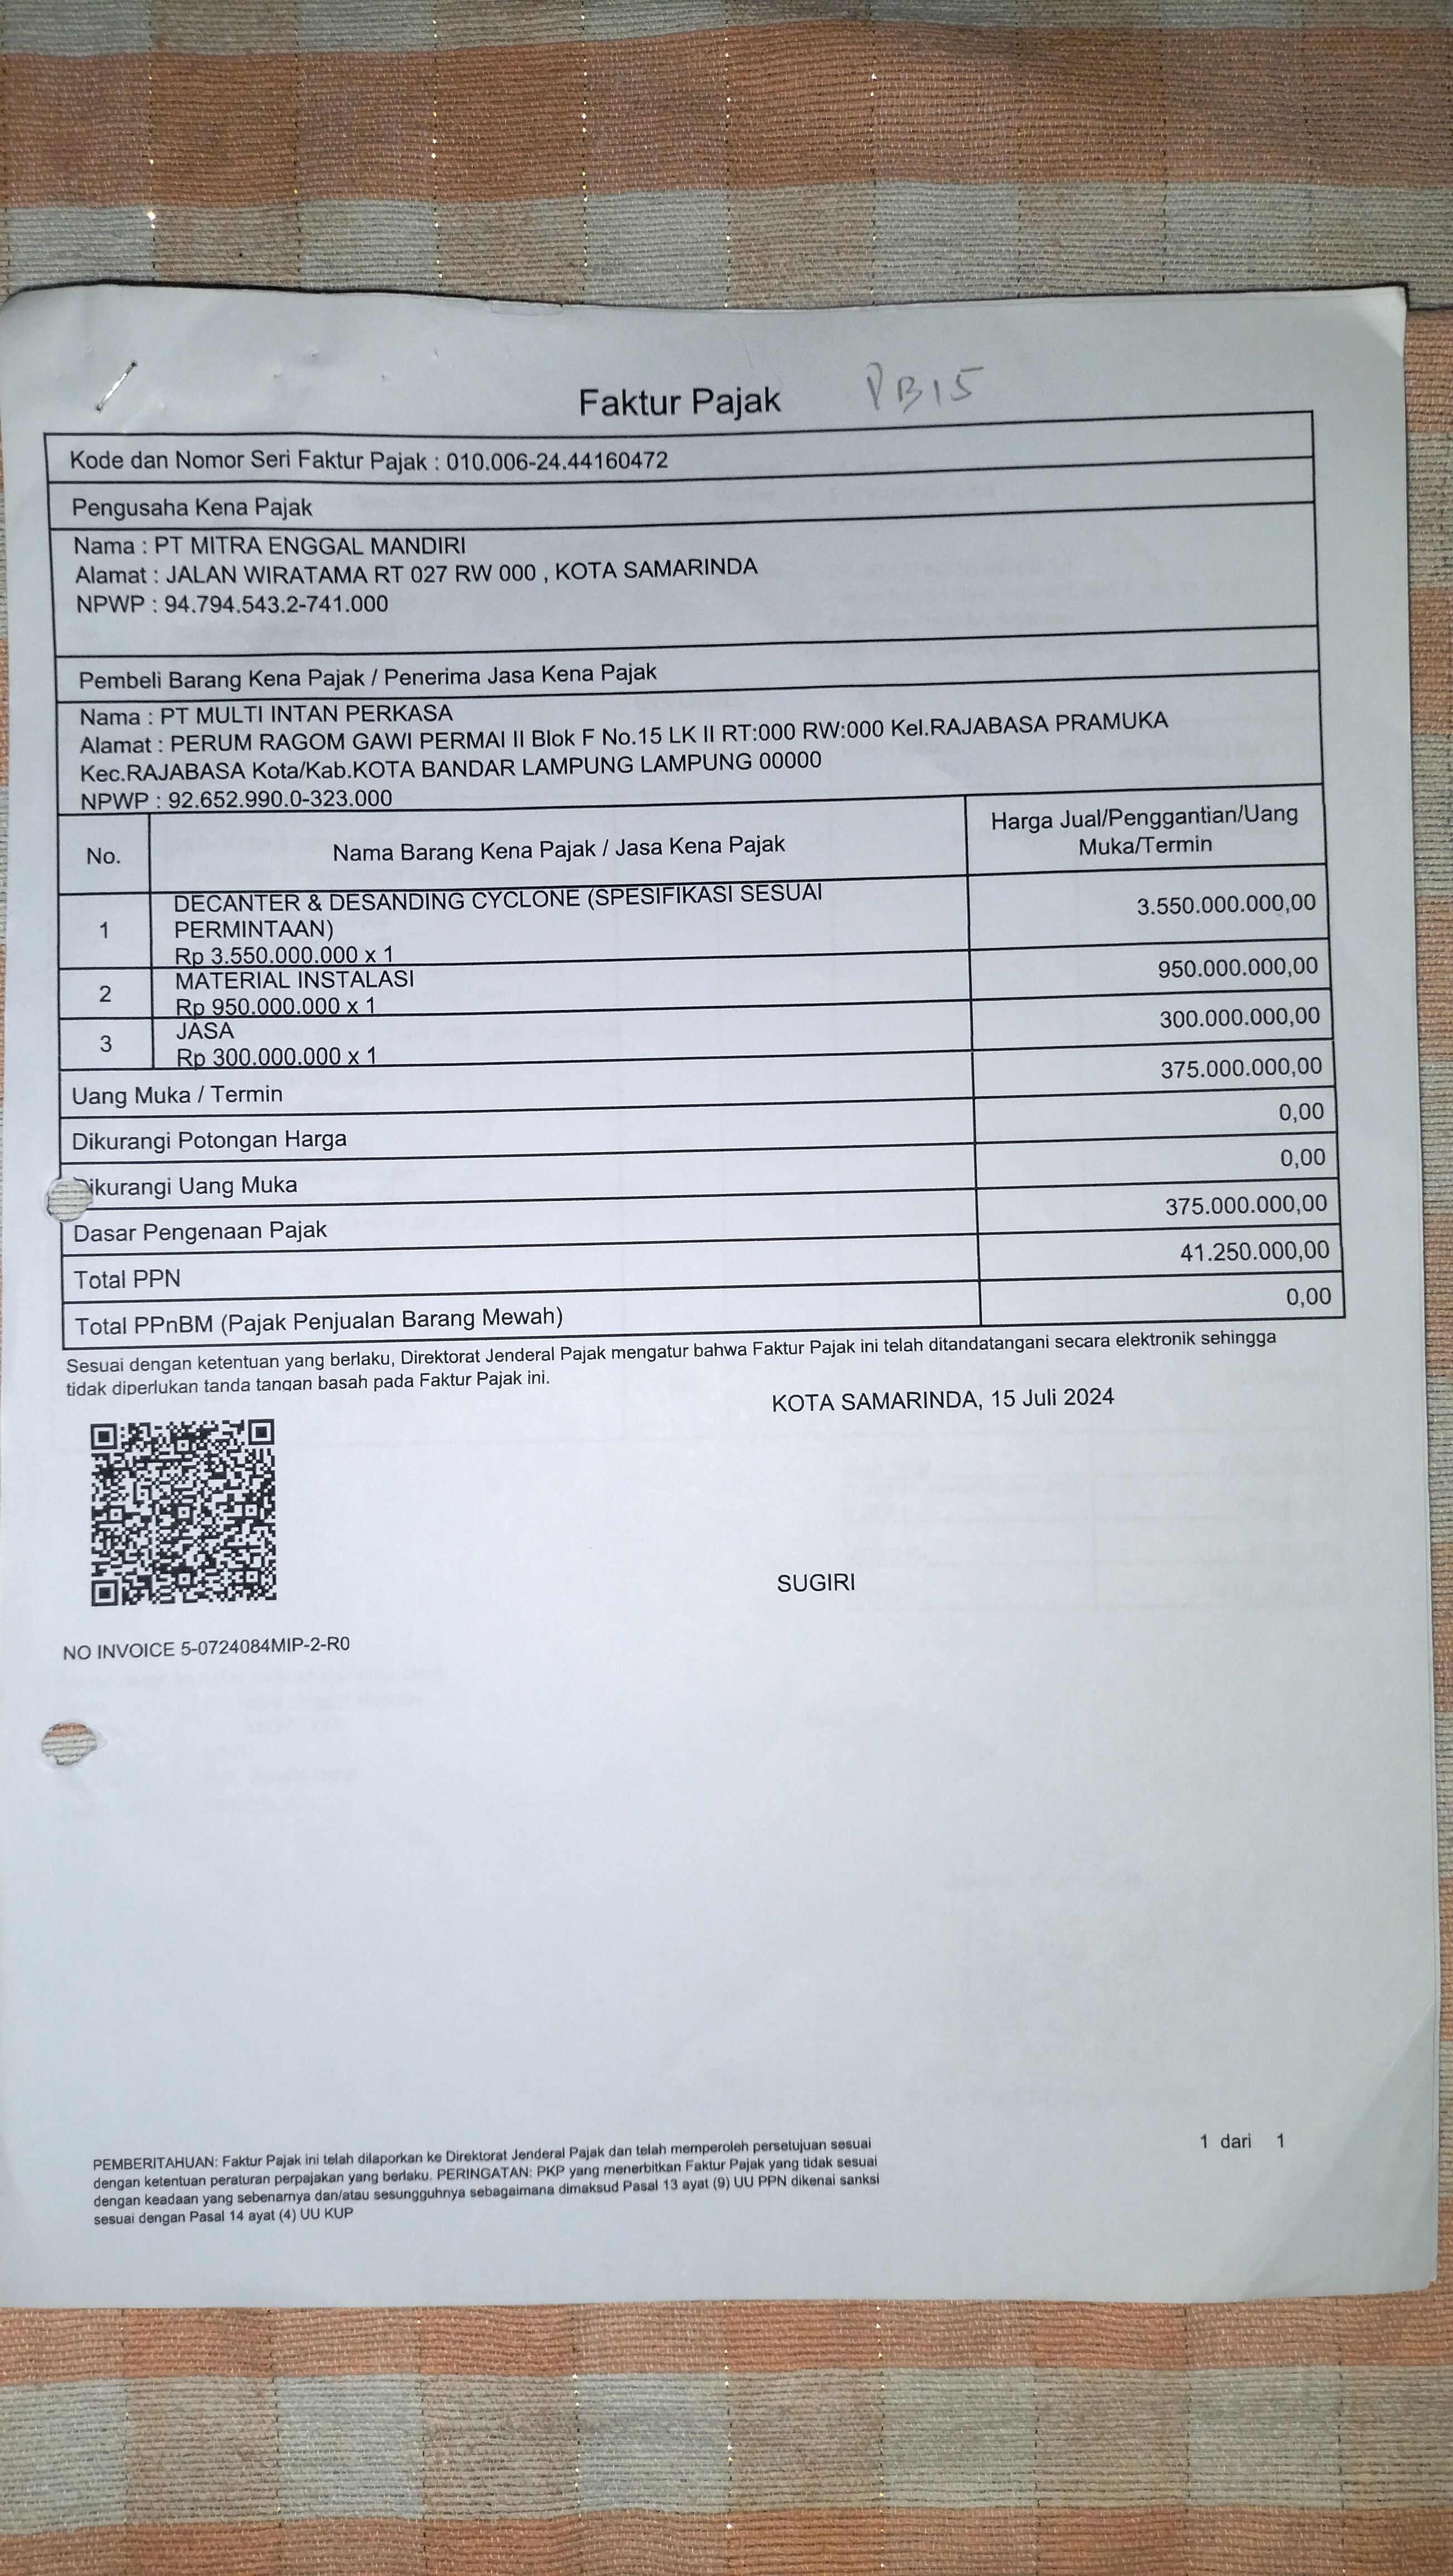 Faktur Pajak PB15
Kode dan Nomor Seri Faktur Pajak : 010.006-24.44160472
Pengusaha Kena Pajak
Nama : PT MITRA ENGGAL MANDIRI
Alamat : JALAN WIRATAMA RT 027 RW 000 , KOTA SAMARINDA
NPWP : 94.794.543.2-741.000
Pembeli Barang Kena Pajak / Penerima Jasa Kena Pajak
Nama : PT MULTI INTAN PERKASA
Alamat : PERUM RAGOM GAWI PERMAI II Blok F No.15 LK II RT:000 RW:000 Kel.RAJABASA PRAMUKA
Kec.RAJABASA Kota/Kab.KOTA BANDAR LAMPUNG LAMPUNG 00000
NPWP : 92.652.990.0-323.000
No. Nama Barang Kena Pajak / Jasa Kena Pajak Harga Jual/Penggantian/Uang
Muka/Termin
DECANTER & DESANDING CYCLONE (SPESIFIKASI SESUAI
1 PERMINTAAN) 3.550.000.000,00
Rp 3.550.000.000 x 1
2 MATERIAL INSTALASI 950.000.000,00
Rp 950.000.000 x 1
3 JASA 300.000.000,00
Rp 300.000.000 x 1
Uang Muka / Termin 375.000.000,00
Dikurangi Potongan Harga 0,00
Dikurangi Uang Muka 0,00
Dasar Pengenaan Pajak 375.000.000,00
Total PPN 41.250.000,00
Total PPnBM (Pajak Penjualan Barang Mewah) 0,00
Sesuai dengan ketentuan yang berlaku, Direktorat Jenderal Pajak mengatur bahwa Faktur Pajak ini telah ditandatangani secara elektronik sehingga
tidak diperlukan tanda tangan basah pada Faktur Pajak ini.
KOTA SAMARINDA, 15 Juli 2024
SUGIRI
NO INVOICE 5-0724084MIP-2-R0
PEMBERITAHUAN: Faktur Pajak ini telah dilaporkan ke Direktorat Jenderal Pajak dan telah memperoleh persetujuan sesuai
dengan ketentuan peraturan perpajakan yang berlaku. PERINGATAN: PKP yang menerbitkan Faktur Pajak yang tidak sesuai
dengan keadaan yang sebenarnya dan/atau sesungguhnya sebagaimana dimaksud Pasal 13 ayat (9) UU PPN dikenai sanksi
sesuai dengan Pasal 14 ayat (4) UU KUP
1 dari 1